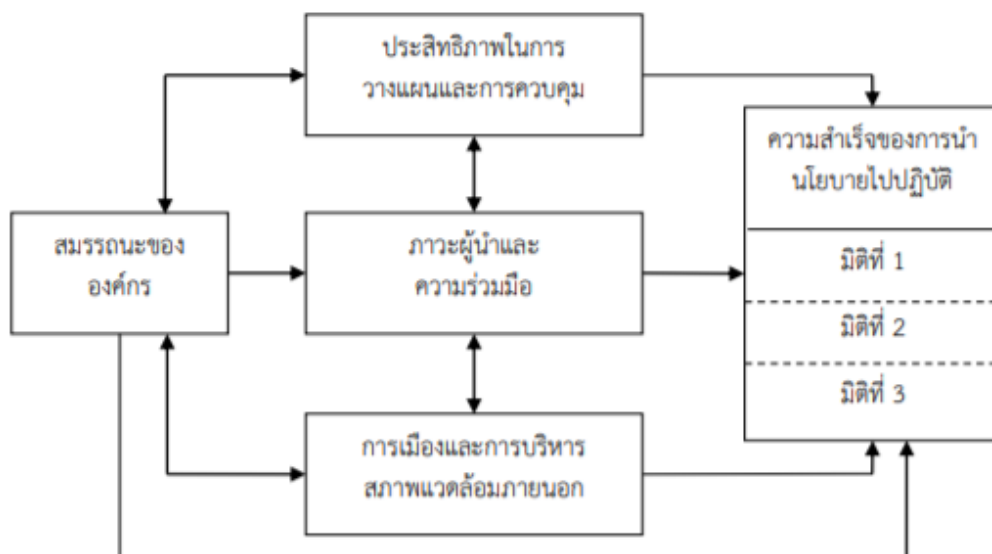 ประสิทธิภาพในการ
วางแผนและการควบคุม
ความสำเร็จของการนำ
นโยบายไปปฏิบัติ
สมรรถนะของ
องค์กร
ภาวะผู้นำและ
ความร่วมมือ
มิติที่ 1
มิติที่ 2
มิติที่ 3
การเมืองและการบริหาร
สภาพแวดล้อมภายนอก